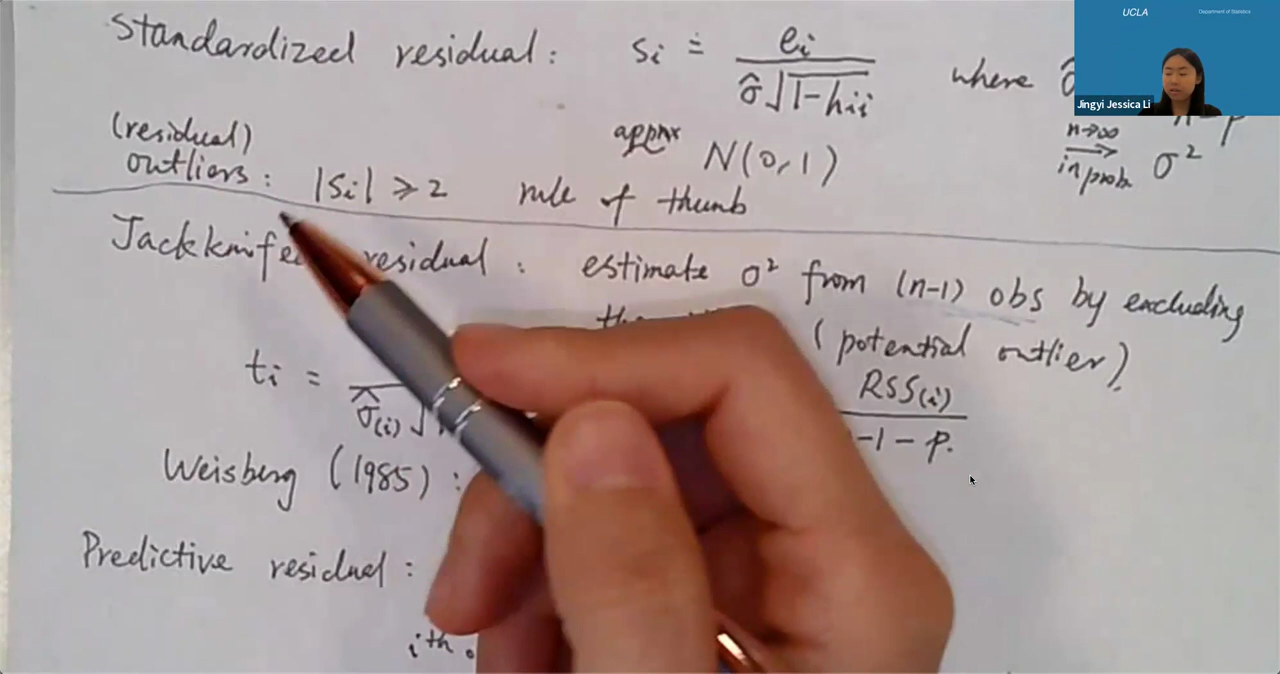 UCLA Department of Statistics
Jingyi Jessica Li
Standardized residual: sᵢ = eᵢ / σ̂√(1-hᵢᵢ) where
approx N(0,1) n→∞ in prob. σ²
(residual)
outliers: |sᵢ| ≥ 2 rule of thumb
residual: estimate σ² from (n-1) obs by excluding
(potential outlier).
tᵢ = σ̂₍ᵢ₎ RSS₍ᵢ₎ -1-p.
Weisberg (1985):
Predictive residual:
iᵗʰ